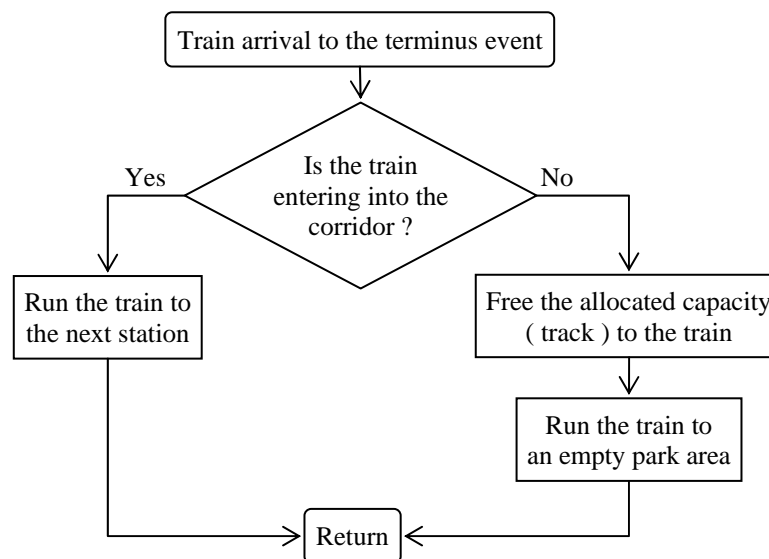 Train arrival to the terminus event
Is the train
entering into the
corridor ?
Yes
No
Run the train to
the next station
Free the allocated capacity
( track ) to the train
Run the train to
an empty park area
Return